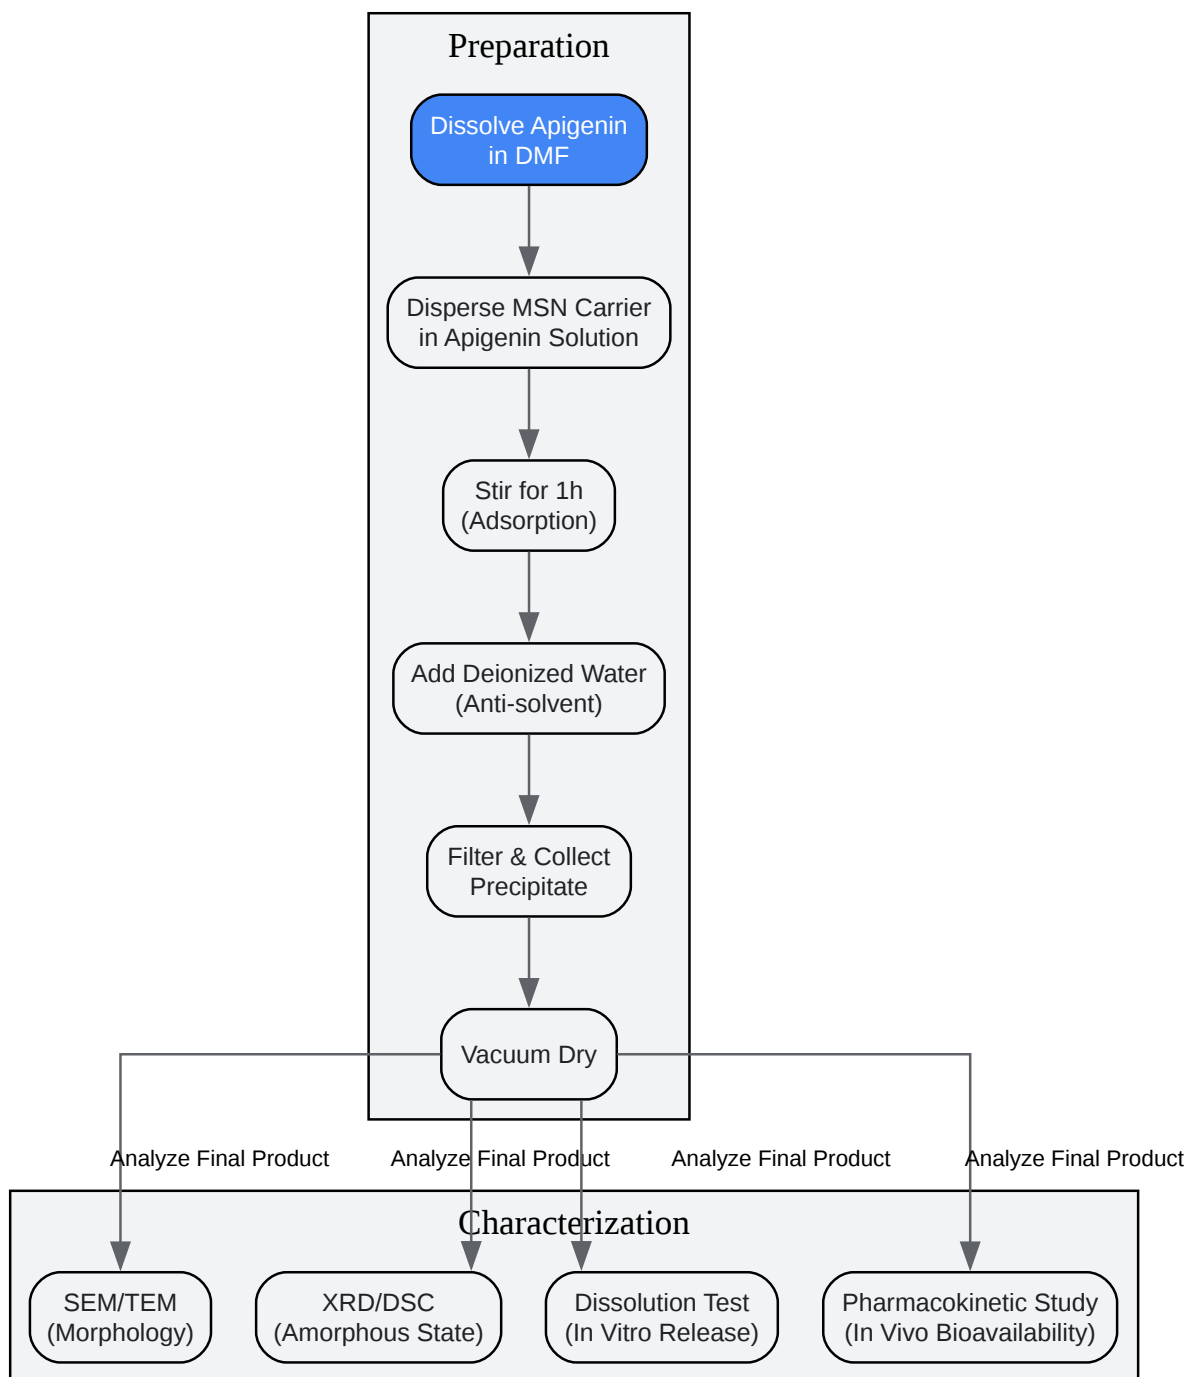 Preparation
Dissolve Apigenin
in DMF
Disperse MSN Carrier
in Apigenin Solution
Stir for 1h
(Adsorption)
Add Deionized Water
(Anti-solvent)
Filter & Collect
Precipitate
Vacuum Dry
Analyze Final Product
Analyze Final Product
Analyze Final Product
Analyze Final Product
Characterization
SEM/TEM
(Morphology)
XRD/DSC
(Amorphous State)
Dissolution Test
(In Vitro Release)
Pharmacokinetic Study
(In Vivo Bioavailability)